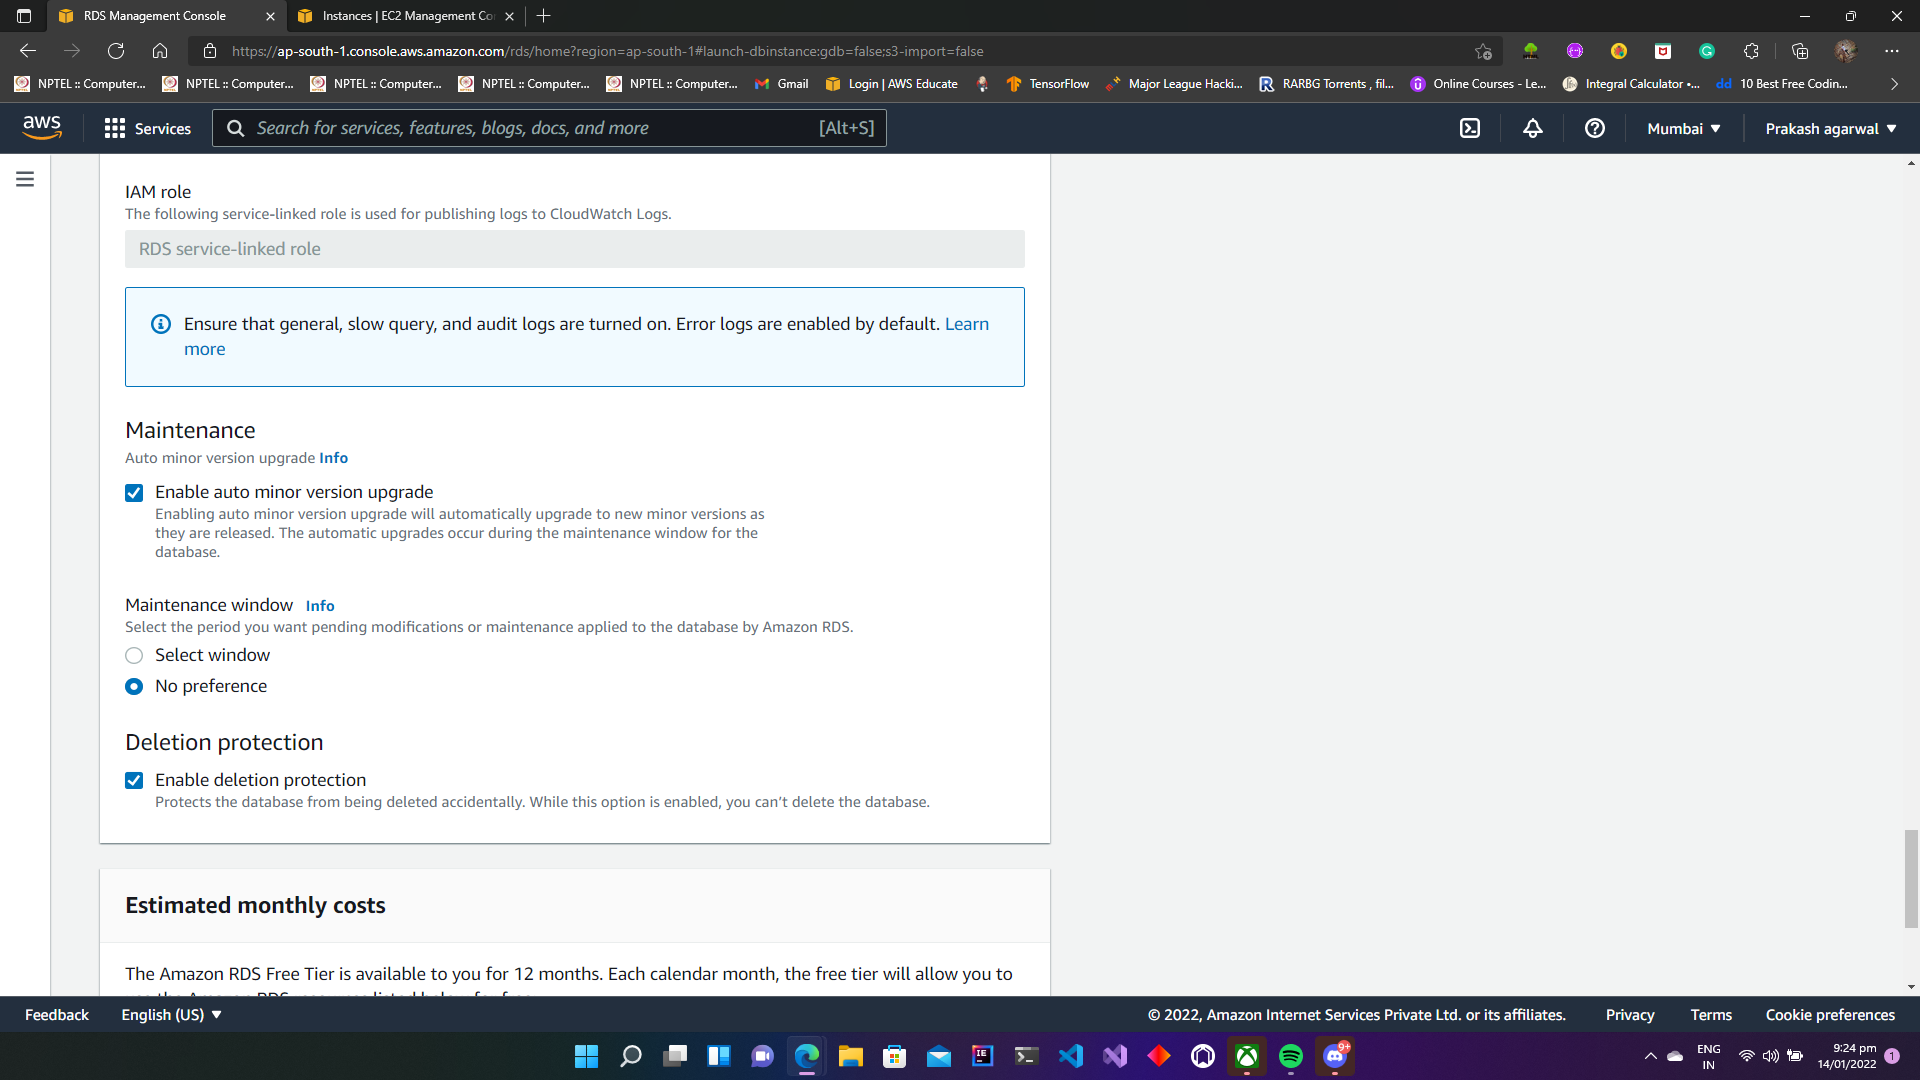 RDS Management Console
Instances | EC2 Management Co
https://ap-south-1.console.aws.amazon.com/rds/home?region=ap-south-1#launch-dbinstance:gdb=false;s3-import=false
NPTEL :: Computer...
NPTEL :: Computer...
NPTEL :: Computer...
NPTEL :: Computer...
NPTEL :: Computer...
Gmail
Login | AWS Educate
TensorFlow
Major League Hacki...
RARBG Torrents , fil...
Online Courses - Le...
Integral Calculator •...
dd 10 Best Free Codin...
aws
Services
Search for services, features, blogs, docs, and more
[Alt+S]
Mumbai
Prakash agarwal
IAM role
The following service-linked role is used for publishing logs to CloudWatch Logs.
RDS service-linked role
Ensure that general, slow query, and audit logs are turned on. Error logs are enabled by default. Learn
more
Maintenance
Auto minor version upgrade Info
Enable auto minor version upgrade
Enabling auto minor version upgrade will automatically upgrade to new minor versions as
they are released. The automatic upgrades occur during the maintenance window for the
database.
Maintenance window Info
Select the period you want pending modifications or maintenance applied to the database by Amazon RDS.
Select window
No preference
Deletion protection
Enable deletion protection
Protects the database from being deleted accidentally. While this option is enabled, you can’t delete the database.
Estimated monthly costs
The Amazon RDS Free Tier is available to you for 12 months. Each calendar month, the free tier will allow you to
Feedback
English (US)
© 2022, Amazon Internet Services Private Ltd. or its affiliates.
Privacy
Terms
Cookie preferences
IE
9+
ENG
IN
9:24 pm
14/01/2022
1